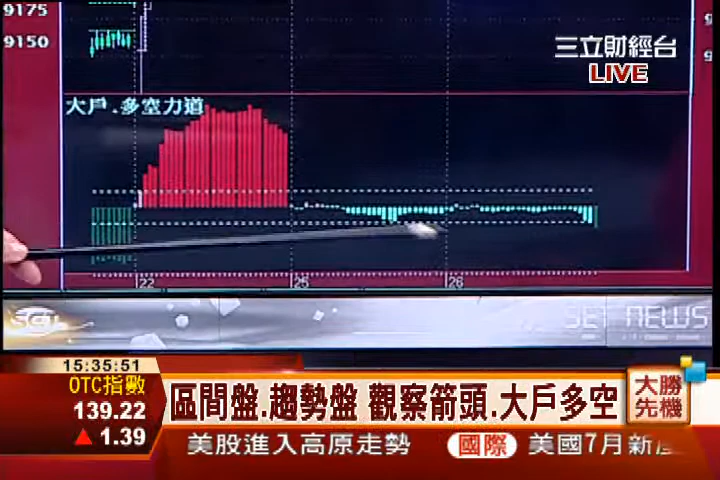 9175
9150
三立財經台
LIVE
大戶.多空力道
22
25
26
SET NEWS
15:35:51
OTC指數
139.22
▲1.39
區間盤.趨勢盤 觀察箭頭.大戶多空
大勝先機
美股進入高原走勢 國際 美國7月新